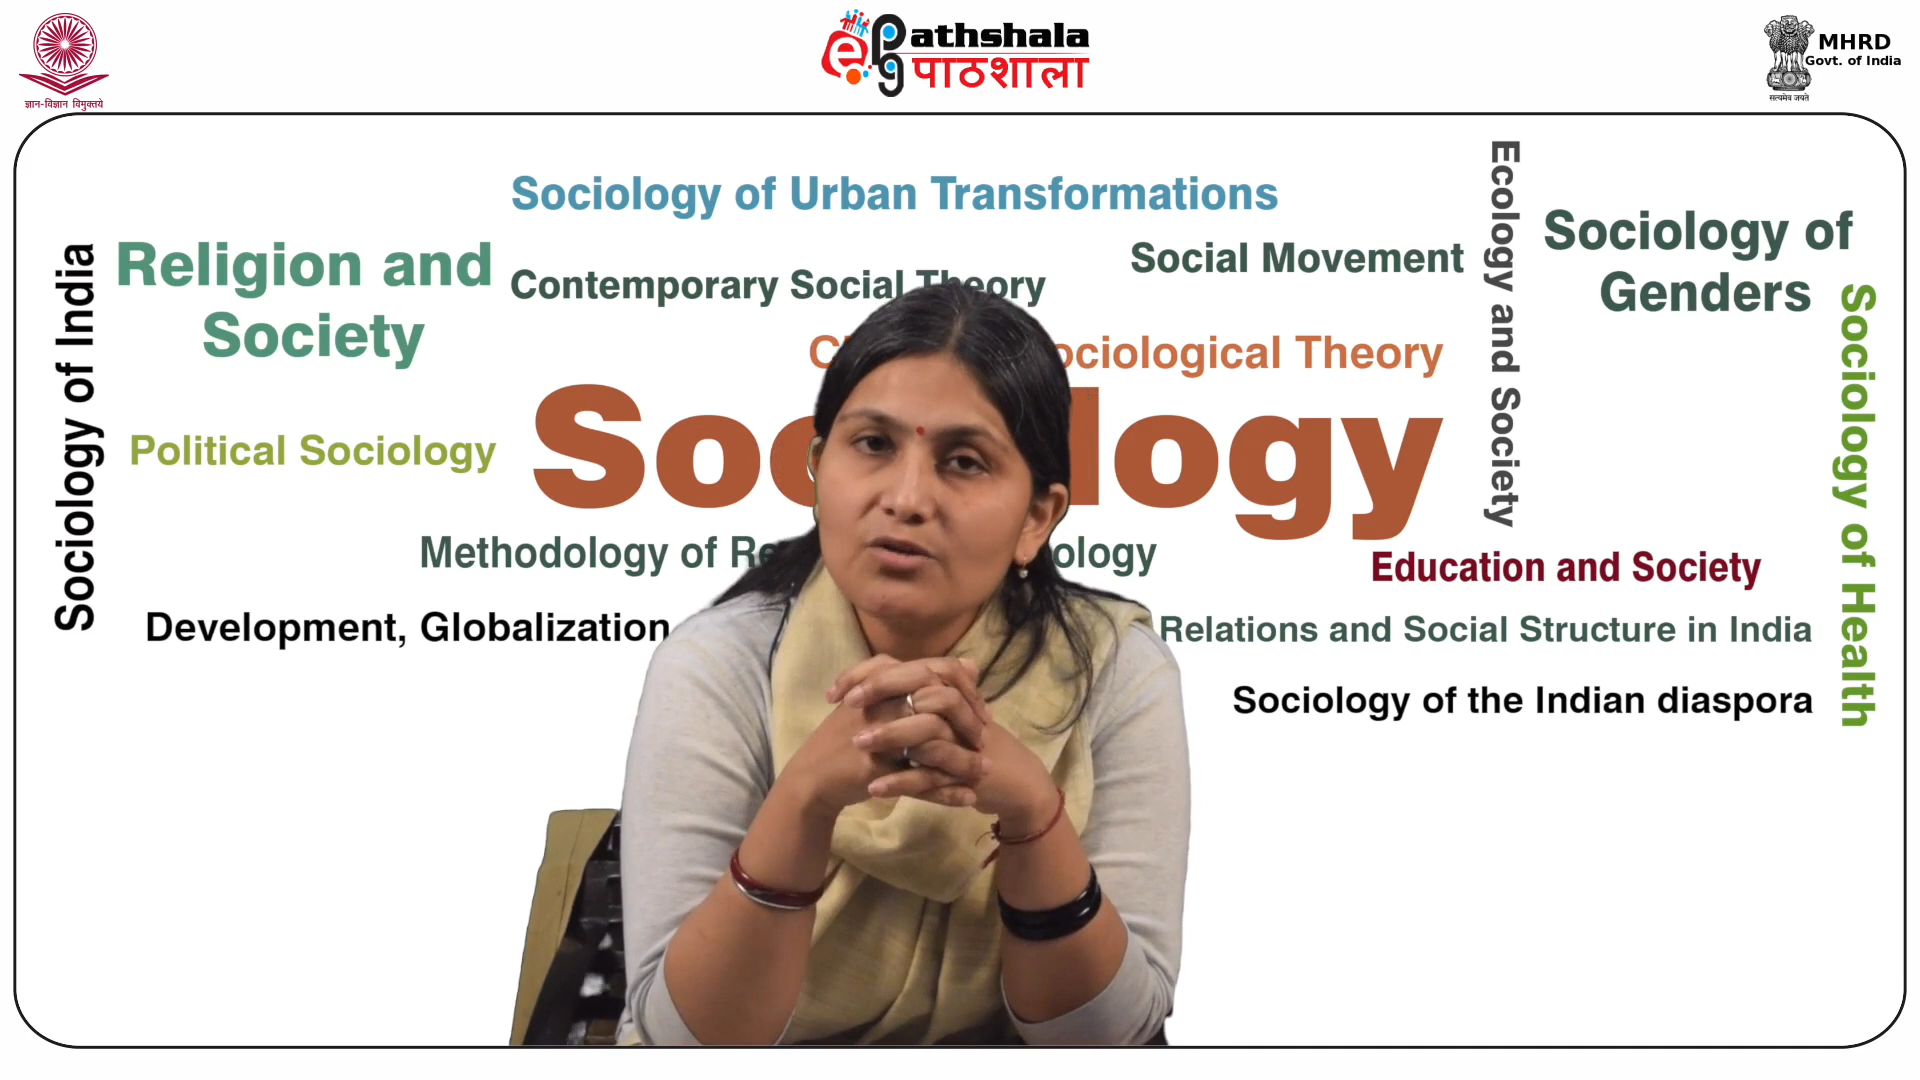 ज्ञान-विज्ञान विमुक्तये
ePathshala
पाठशाला
MHRD
Govt. of India
सत्यमेव जयते
Sociology of India
Religion and
Society
Sociology of Urban Transformations
Contemporary Social Theory
Social Movement
Ecology and Society
Sociology of
Genders
Sociology of Health
ociological Theory
Political Sociology
Soc logy
Methodology of Re ology
Education and Society
Development, Globalization
Relations and Social Structure in India
Sociology of the Indian diaspora